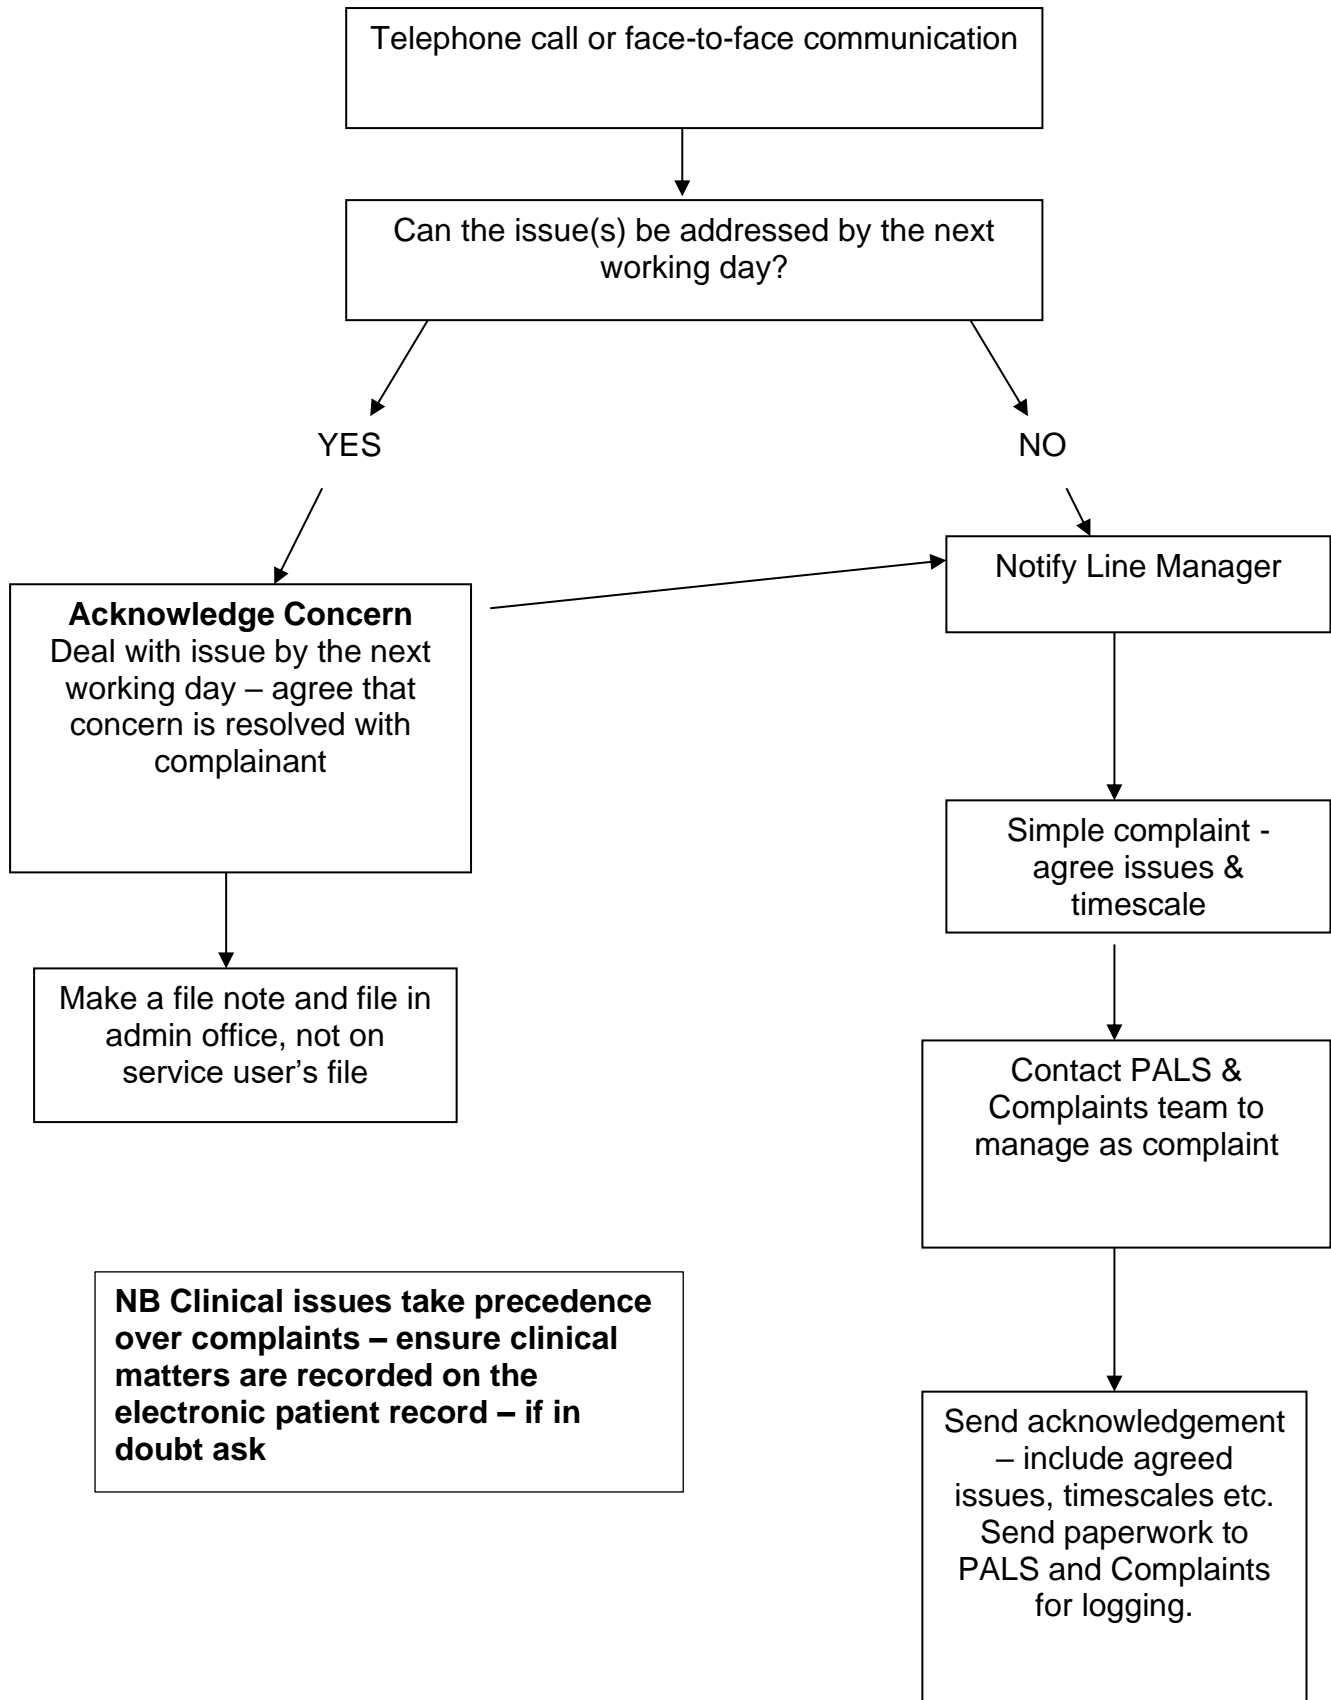 Telephone call or face-to-face communication
Can the issue(s) be addressed by the next
working day?
YES
NO
Notify Line Manager
Acknowledge Concern
Deal with issue by the next
working day – agree that
concern is resolved with
complainant
Simple complaint -
agree issues &
timescale
Make a file note and file in
admin office, not on
service user’s file
Contact PALS &
Complaints team to
manage as complaint
NB Clinical issues take precedence
over complaints – ensure clinical
matters are recorded on the
electronic patient record – if in
doubt ask
Send acknowledgement
– include agreed
issues, timescales etc.
Send paperwork to
PALS and Complaints
for logging.